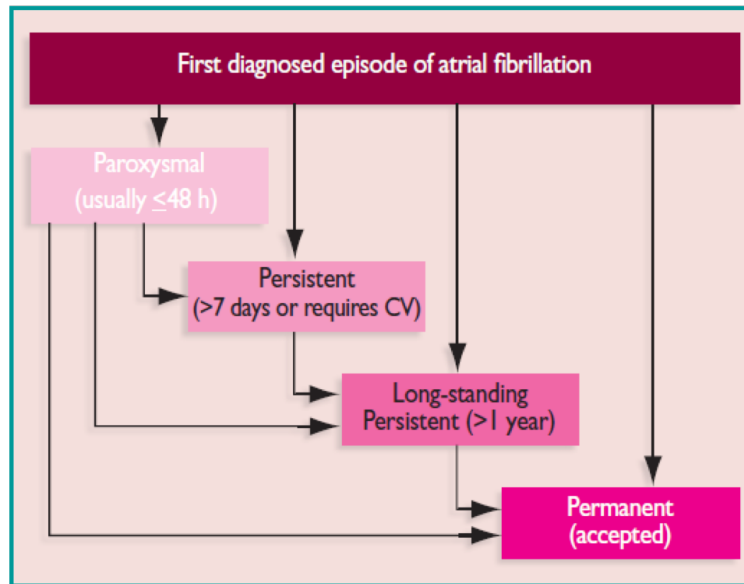 First diagnosed episode of atrial fibrillation
Paroxysmal
(usually ≤48 h)
Persistent
(>7 days or requires CV)
Long-standing
Persistent (>1 year)
Permanent
(accepted)